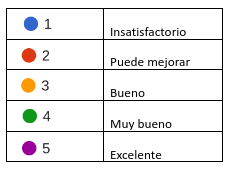 1 Insatisfactorio
2 Puede mejorar
3 Bueno
4 Muy bueno
5 Excelente